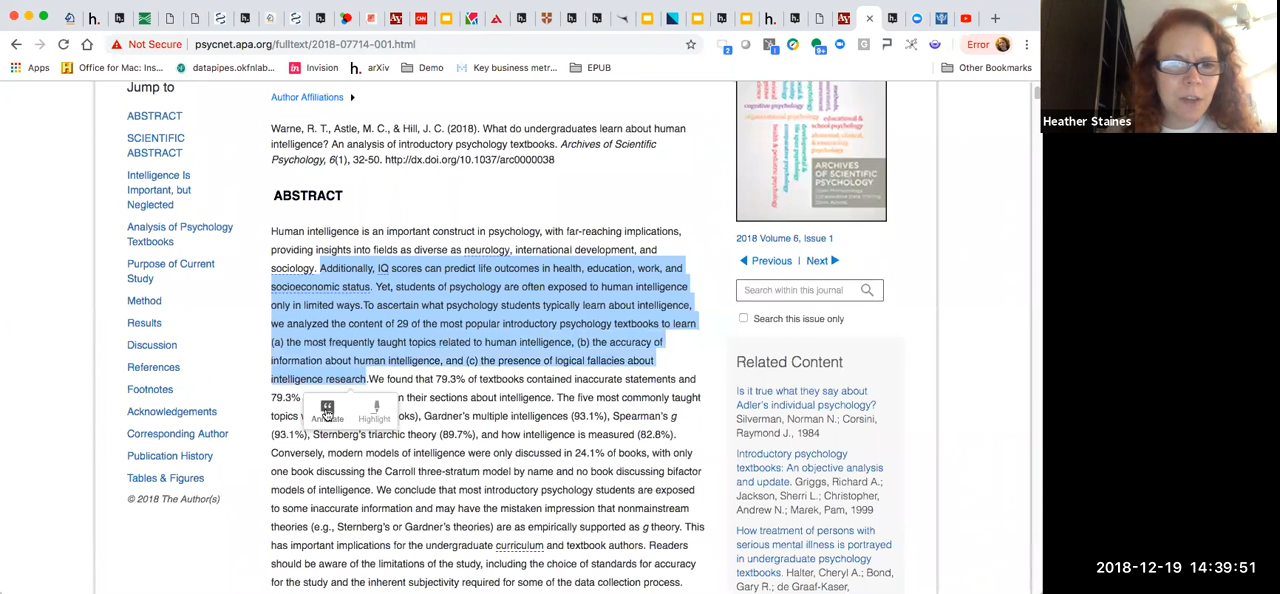 Not Secure
psycnet.apa.org/fulltext/2018-07714-001.html
Error
Apps
Office for Mac: Ins...
datapipes.okfnlab...
Invision
arXiv
Demo
Key business metr...
EPUB
Other Bookmarks
Heather Staines
Jump to
ABSTRACT
SCIENTIFIC
ABSTRACT
Intelligence Is
Important, but
Neglected
Analysis of Psychology
Textbooks
Purpose of Current
Study
Method
Results
Discussion
References
Footnotes
Acknowledgements
Corresponding Author
Publication History
Tables & Figures
© 2018 The Author(s)
Author Affiliations
Warne, R. T., Astle, M. C., & Hill, J. C. (2018). What do undergraduates learn about human
intelligence? An analysis of introductory psychology textbooks. Archives of Scientific
Psychology, 6(1), 32-50. http://dx.doi.org/10.1037/arc0000038
ABSTRACT
Human intelligence is an important construct in psychology, with far-reaching implications,
providing insights into fields as diverse as neurology, international development, and
sociology. Additionally, IQ scores can predict life outcomes in health, education, work, and
socioeconomic status. Yet, students of psychology are often exposed to human intelligence
only in limited ways.To ascertain what psychology students typically learn about intelligence,
we analyzed the content of 29 of the most popular introductory psychology textbooks to learn
(a) the most frequently taught topics related to human intelligence, (b) the accuracy of
information about human intelligence, and (c) the presence of logical fallacies about
intelligence research.We found that 79.3% of textbooks contained inaccurate statements and
79.3% in their sections about intelligence. The five most commonly taught
topics ooks), Gardner's multiple intelligences (93.1%), Spearman's g
(93.1%), Sternberg's triarchic theory (89.7%), and how intelligence is measured (82.8%).
Conversely, modern models of intelligence were only discussed in 24.1% of books, with only
one book discussing the Carroll three-stratum model by name and no book discussing bifactor
models of intelligence. We conclude that most introductory psychology students are exposed
to some inaccurate information and may have the mistaken impression that nonmainstream
theories (e.g., Sternberg's or Gardner's theories) are as empirically supported as g theory. This
has important implications for the undergraduate curriculum and textbook authors. Readers
should be aware of the limitations of the study, including the choice of standards for accuracy
for the study and the inherent subjectivity required for some of the data collection process.
Annotate
Highlight
ARCHIVES
OF SCIENTIFIC
PSYCHOLOGY
2018 Volume 6, Issue 1
Previous
Next
Search within this journal
Search this issue only
Related Content
Is it true what they say about
Adler's individual psychology?
Silverman, Norman N.; Corsini,
Raymond J., 1984
Introductory psychology
textbooks: An objective analysis
and update. Griggs, Richard A.;
Jackson, Sherri L.; Christopher,
Andrew N.; Marek, Pam, 1999
How treatment of persons with
serious mental illness is portrayed
in undergraduate psychology
textbooks. Halter, Cheryl A.; Bond,
Gary R.; de Graaf-Kaser,
2018-12-19 14:39:51